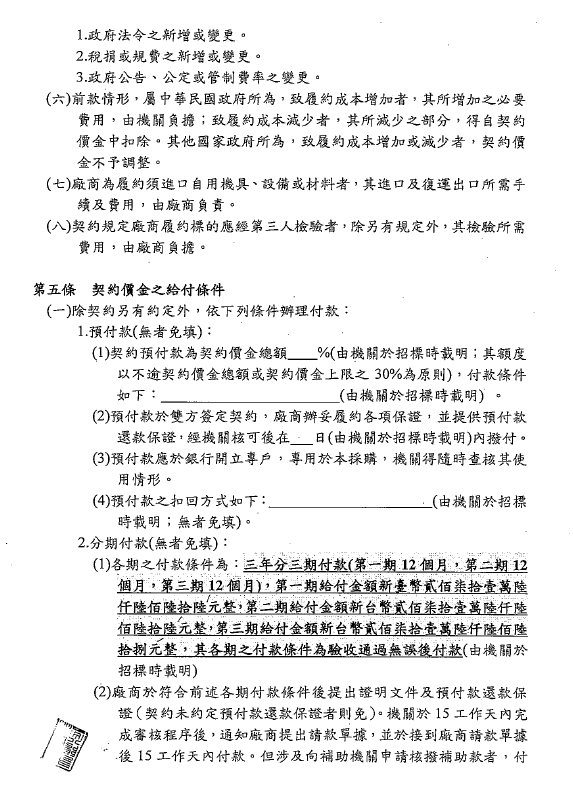 1.政府法令之新增或變更。
2.稅捐或規費之新增或變更。
3.政府公告、公定或管制費率之變更。
(六)前款情形，屬中華民國政府所為，致履約成本增加者，其所增加之必要
費用，由機關負擔；致履約成本減少者，其所減少之部分，得自契約
價金中扣除。其他國家政府所為，致履約成本增加或減少者，契約價
金不予調整。
(七)廠商為履約須進口自用機具、設備或材料者，其進口及復運出口所需手
續及費用，由廠商負責。
(八)契約規定廠商履約標的應經第三人檢驗者，除另有規定外，其檢驗所需
費用，由廠商負擔。
第五條　契約價金之給付條件
(一)除契約另有約定外，依下列條件辦理付款：
1.預付款(無者免填)：
(1)契約預付款為契約價金總額____%(由機關於招標時載明；其額度
以不逾契約價金總額或契約價金上限之 30%為原則)，付款條件
如下：________________________(由機關於招標時載明) 。
(2)預付款於雙方簽定契約，廠商辦妥履約各項保證，並提供預付款
還款保證，經機關核可後在___日(由機關於招標時載明)內撥付。
(3)預付款應於銀行開立專戶，專用於本採購，機關得隨時查核其使
用情形。
(4)預付款之扣回方式如下：______________________(由機關於招標
時載明；無者免填)。
2.分期付款(無者免填)：
(1)各期之付款條件為：三年分三期付款(第一期 12 個月，第二期 12
個月，第三期 12 個月)，第一期給付金額新臺幣貳佰柒拾壹萬陸
仟陸佰陸拾陸元整，第二期給付金額新台幣貳佰柒拾壹萬陸仟陸
佰陸拾陸元整，第三期給付金額新台幣貳佰柒拾壹萬陸仟陸佰陸
拾捌元整，其各期之付款條件為驗收通過無誤後付款(由機關於
招標時載明)
(2)廠商於符合前述各期付款條件後提出證明文件及預付款還款保
證（契約未約定預付款還款保證者則免）。機關於 15 工作天內完
成審核程序後，通知廠商提出請款單據，並於接到廠商請款單據
後 15 工作天內付款。但涉及向補助機關申請核撥補助款者，付